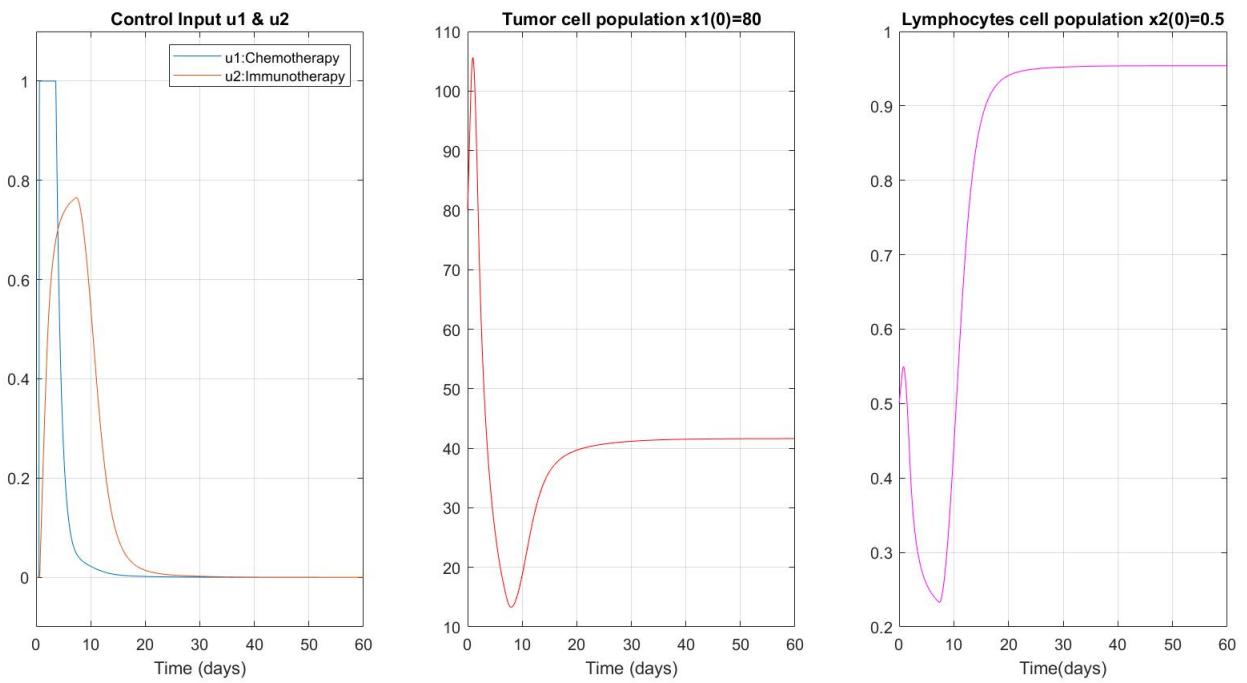 Control Input u1 & u2
u1:Chemotherapy
u2:Immunotherapy
1
0.8
0.6
0.4
0.2
0
0 10 20 30 40 50 60
Time (days)
Tumor cell population x1(0)=80
110
100
90
80
70
60
50
40
30
20
10
0 10 20 30 40 50 60
Time (days)
Lymphocytes cell population x2(0)=0.5
1
0.9
0.8
0.7
0.6
0.5
0.4
0.3
0.2
0 10 20 30 40 50 60
Time(days)